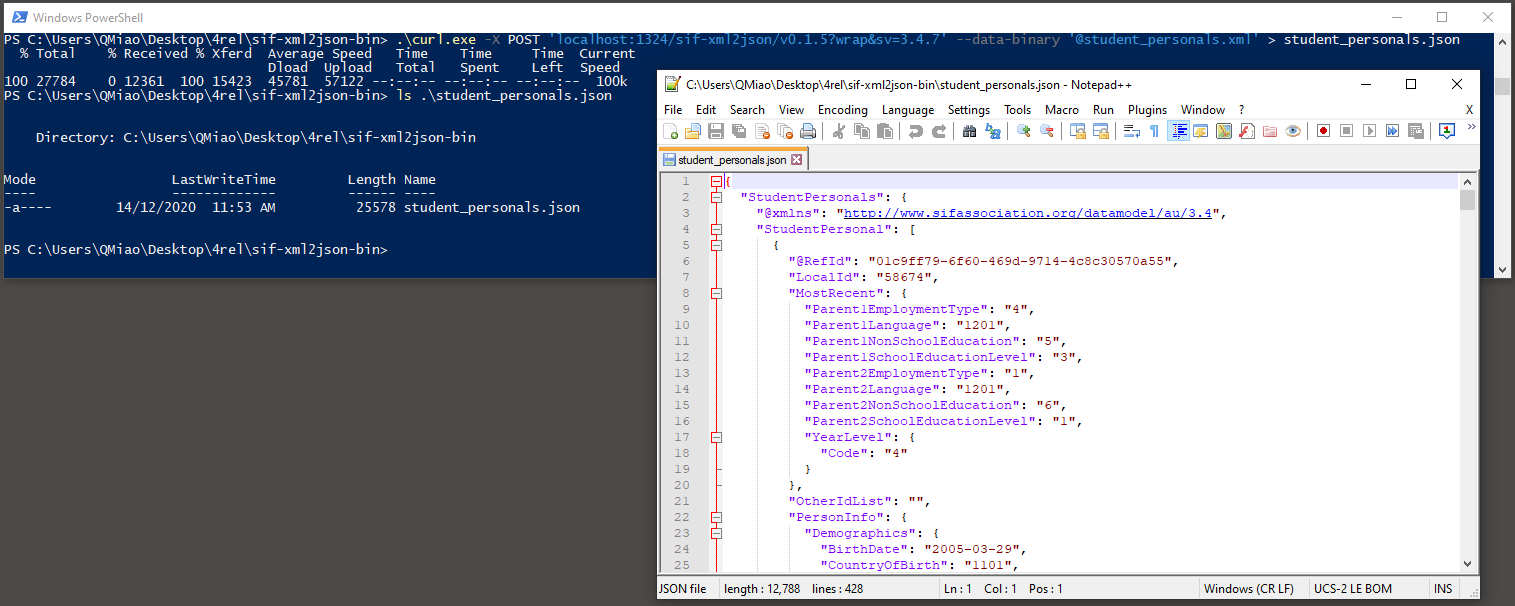 Windows PowerShell
PS C:\Users\QMiao\Desktop\4rel\sif-xml2json-bin> .\curl.exe -X POST 'localhost:1324/sif-xml2json/v0.1.5?wrap&sv=3.4.7' --data-binary '@student_personals.xml' > student_personals.json
% Total % Received % Xferd Average Speed Time Time Time Current
Dload Upload Total Spent Left Speed
100 27784 0 12361 100 15423 45781 57122 --:--:-- --:--:-- --:--:-- 100k
PS C:\Users\QMiao\Desktop\4rel\sif-xml2json-bin> ls .\student_personals.json
Directory: C:\Users\QMiao\Desktop\4rel\sif-xml2json-bin
Mode LastWriteTime Length Name
---- ------------- ------ ----
-a---- 14/12/2020 11:53 AM 25578 student_personals.json
PS C:\Users\QMiao\Desktop\4rel\sif-xml2json-bin>
C:\Users\QMiao\Desktop\4rel\sif-xml2json-bin\student_personals.json - Notepad++
File Edit Search View Encoding Language Settings Tools Macro Run Plugins Window ? X
student_personals.json
1 {
2 "StudentPersonals": {
3 "@xmlns": "http://www.sifassociation.org/datamodel/au/3.4",
4 "StudentPersonal": [
5 {
6 "@RefId": "01c9ff79-6f60-469d-9714-4c8c30570a55",
7 "LocalId": "58674",
8 "MostRecent": {
9 "Parent1EmploymentType": "4",
10 "Parent1Language": "1201",
11 "Parent1NonSchoolEducation": "5",
12 "Parent1SchoolEducationLevel": "3",
13 "Parent2EmploymentType": "1",
14 "Parent2Language": "1201",
15 "Parent2NonSchoolEducation": "6",
16 "Parent2SchoolEducationLevel": "1",
17 "YearLevel": {
18 "Code": "4"
19 }
20 },
21 "OtherIdList": "",
22 "PersonInfo": {
23 "Demographics": {
24 "BirthDate": "2005-03-29",
25 "CountryOfBirth": "1101",
JSON file length : 12,788 lines : 428 Ln : 1 Col : 1 Pos : 1 Windows (CR LF) UCS-2 LE BOM INS